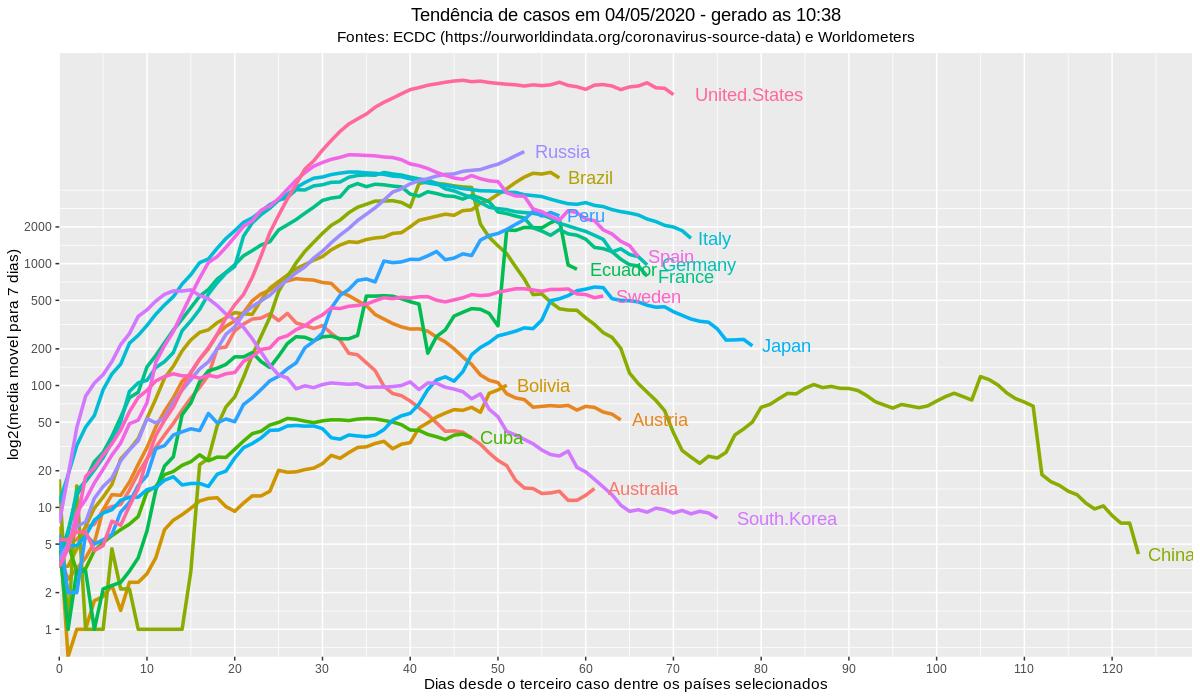 Tendência de casos em 04/05/2020 - gerado as 10:38
Fontes: ECDC (https://ourworldindata.org/coronavirus-source-data) e Worldometers
log2(media movel para 7 dias)
2000
1000
500
200
100
50
20
10
5
2
1
United.States
Russia
Brazil
Peru
Italy
Spain
Germany
Ecuador
France
Sweden
Japan
Bolivia
Austria
Cuba
Australia
South.Korea
China
0 10 20 30 40 50 60 70 80 90 100 110 120
Dias desde o terceiro caso dentre os países selecionados